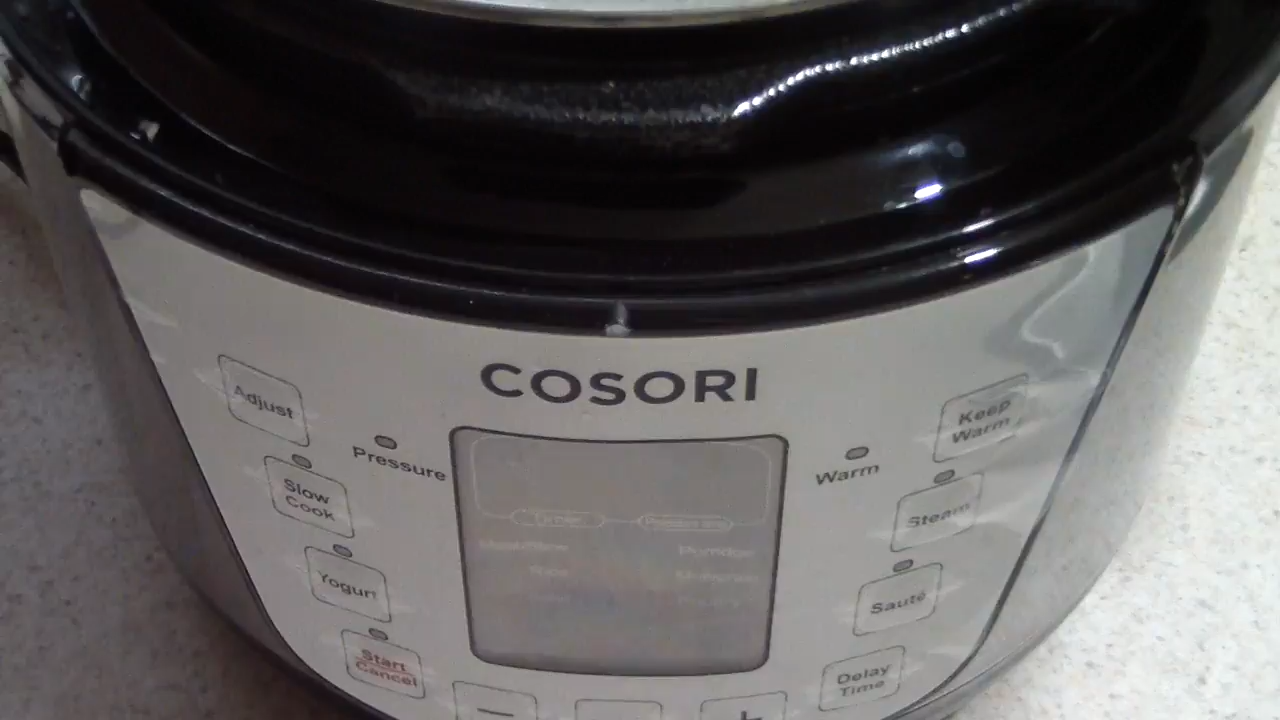 COSORI
Adjust
Pressure
Slow
Cook
Yogurt
Start
Cancel
Keep
Warm
Warm
Steam
Sauté
Delay
Time
−
+